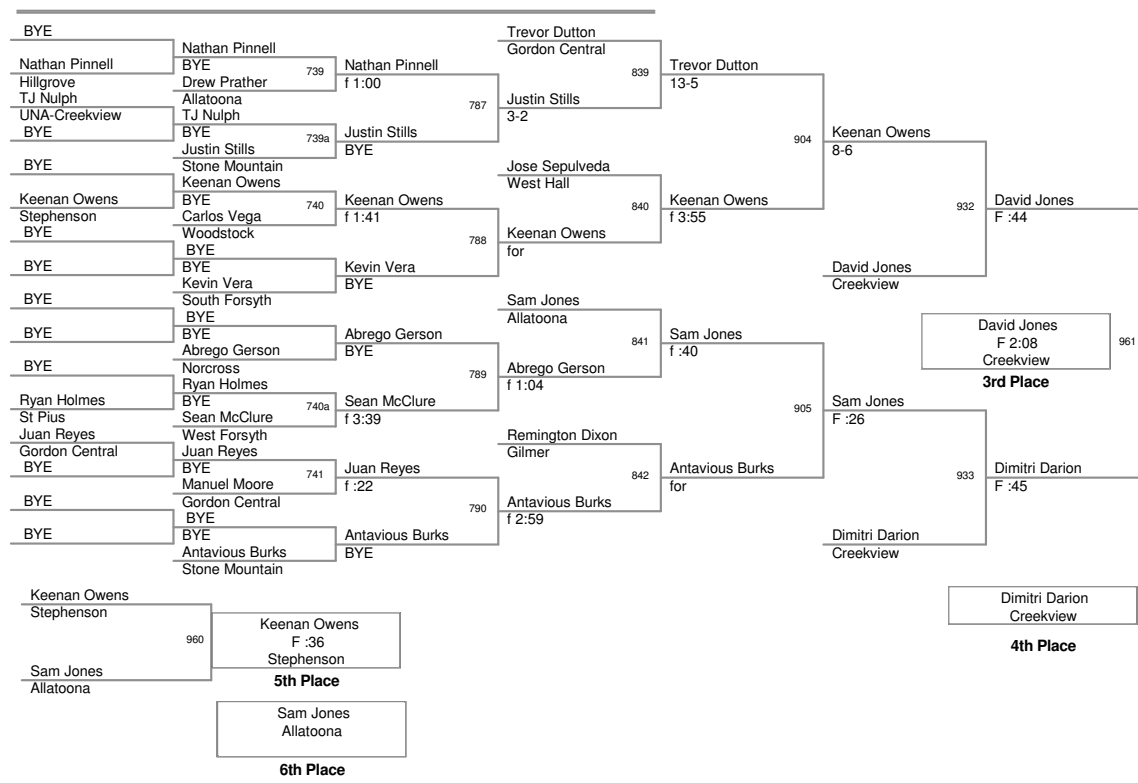 BYE
Nathan Pinnell
Hillgrove
TJ Nulph
UNA-Creekview
BYE
BYE
Keenan Owens
Stephenson
BYE
BYE
BYE
BYE
BYE
Ryan Holmes
St Pius
Juan Reyes
Gordon Central
BYE
BYE
BYE
Nathan Pinnell
BYE
739
Drew Prather
Allatoona
TJ Nulph
BYE
739a
Justin Stills
Stone Mountain
Keenan Owens
BYE
740
Carlos Vega
Woodstock
BYE
BYE
Kevin Vera
South Forsyth
BYE
BYE
Abrego Gerson
Norcross
Ryan Holmes
BYE
740a
Sean McClure
West Forsyth
Juan Reyes
BYE
741
Manuel Moore
Gordon Central
BYE
BYE
Antavious Burks
Stone Mountain
Nathan Pinnell
f 1:00
787
Justin Stills
BYE
Keenan Owens
f 1:41
788
Kevin Vera
BYE
Abrego Gerson
BYE
789
Sean McClure
f 3:39
Juan Reyes
f :22
790
Antavious Burks
BYE
Trevor Dutton
Gordon Central
839
Justin Stills
3-2
Jose Sepulveda
West Hall
840
Keenan Owens
for
Sam Jones
Allatoona
841
Abrego Gerson
f 1:04
Remington Dixon
Gilmer
842
Antavious Burks
f 2:59
Trevor Dutton
13-5
904
Keenan Owens
f 3:55
Sam Jones
f :40
905
Antavious Burks
for
Keenan Owens
8-6
932
David Jones
Creekview
Sam Jones
F :26
933
Dimitri Darion
Creekview
David Jones
F :44
David Jones
F 2:08
Creekview
961
3rd Place
Dimitri Darion
F :45
Dimitri Darion
Creekview
4th Place
Keenan Owens
Stephenson
960
Sam Jones
Allatoona
Keenan Owens
F :36
Stephenson
5th Place
Sam Jones
Allatoona
6th Place